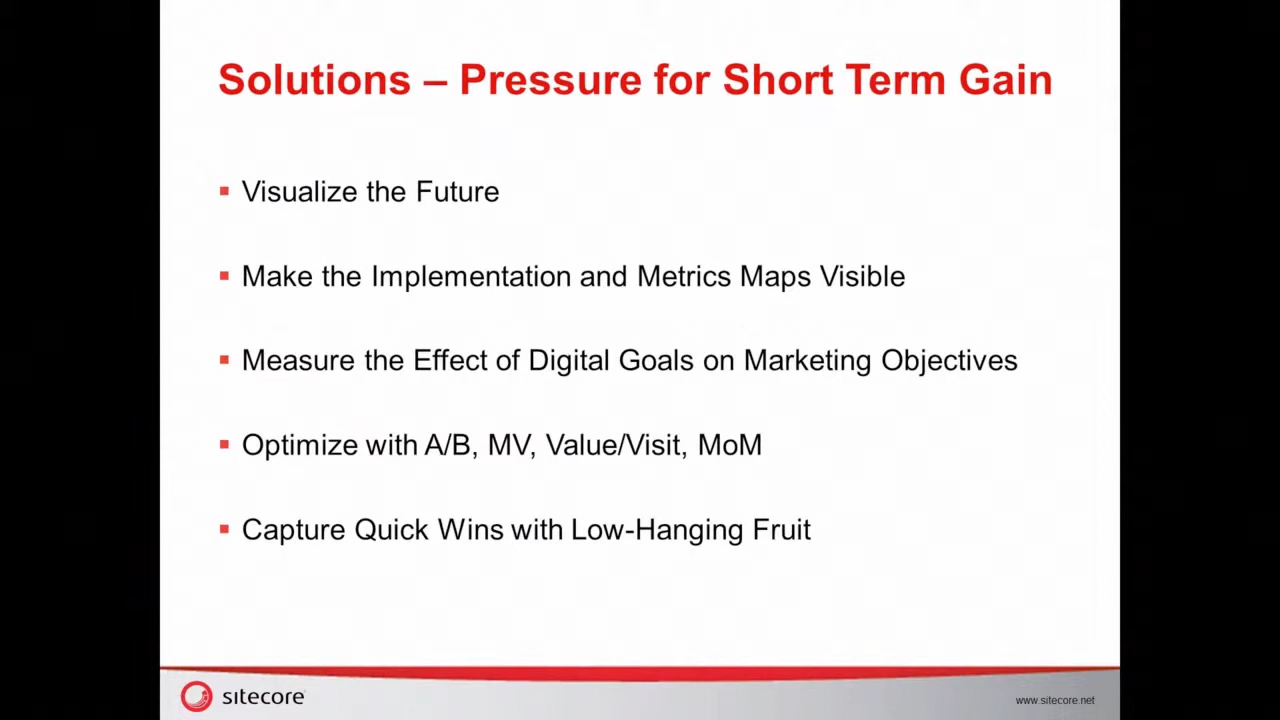 Solutions – Pressure for Short Term Gain
Visualize the Future
Make the Implementation and Metrics Maps Visible
Measure the Effect of Digital Goals on Marketing Objectives
Optimize with A/B, MV, Value/Visit, MoM
Capture Quick Wins with Low-Hanging Fruit
sitecore
www.sitecore.net